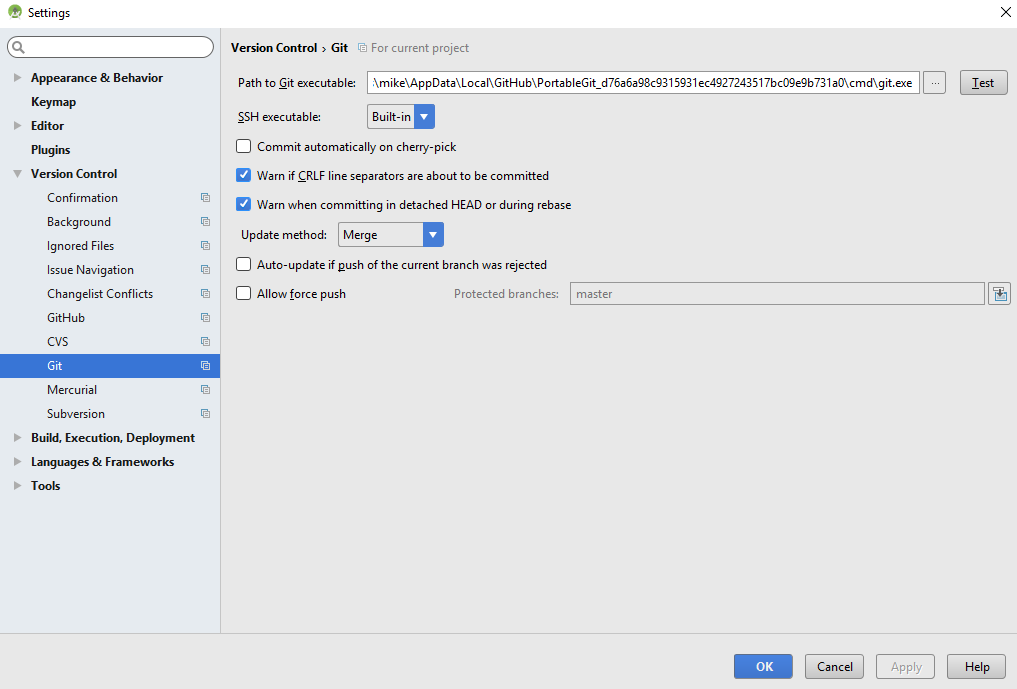 Settings
Version Control › Git For current project
Appearance & Behavior
Keymap
Editor
Plugins
Version Control
Confirmation
Background
Ignored Files
Issue Navigation
Changelist Conflicts
GitHub
CVS
Git
Mercurial
Subversion
Build, Execution, Deployment
Languages & Frameworks
Tools
Path to Git executable: :\mike\AppData\Local\GitHub\PortableGit_d76a6a98c9315931ec4927243517bc09e9b731a0\cmd\git.exe ... Test
SSH executable: Built-in
Commit automatically on cherry-pick
Warn if CRLF line separators are about to be committed
Warn when committing in detached HEAD or during rebase
Update method: Merge
Auto-update if push of the current branch was rejected
Allow force push Protected branches: master
OK Cancel Apply Help